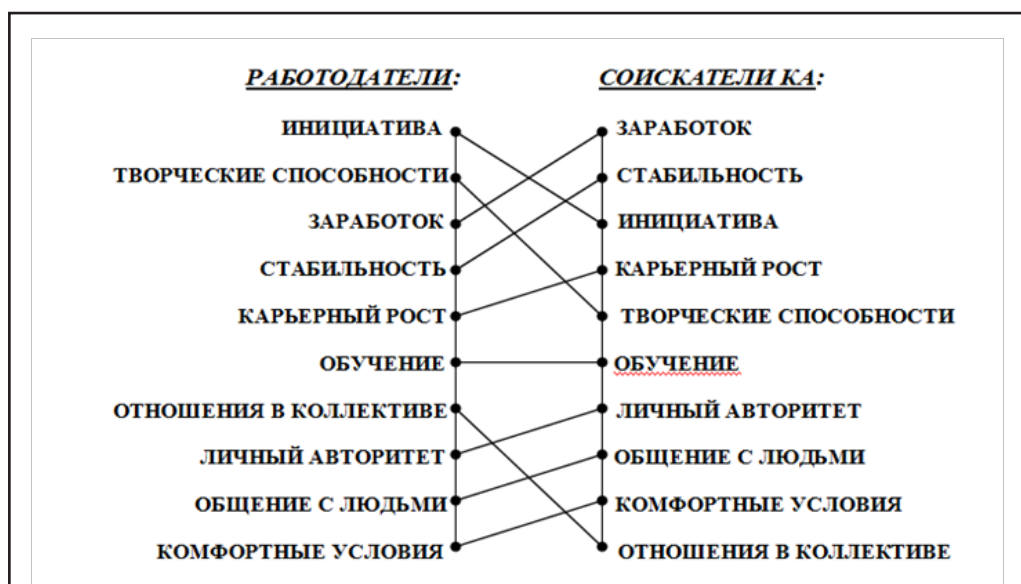 РАБОТОДАТЕЛИ: СОИСКАТЕЛИ КА:
ИНИЦИАТИВА ЗАРАБОТОК
ТВОРЧЕСКИЕ СПОСОБНОСТИ СТАБИЛЬНОСТЬ
ЗАРАБОТОК ИНИЦИАТИВА
СТАБИЛЬНОСТЬ КАРЬЕРНЫЙ РОСТ
КАРЬЕРНЫЙ РОСТ ТВОРЧЕСКИЕ СПОСОБНОСТИ
ОБУЧЕНИЕ ОБУЧЕНИЕ
ОТНОШЕНИЯ В КОЛЛЕКТИВЕ ЛИЧНЫЙ АВТОРИТЕТ
ЛИЧНЫЙ АВТОРИТЕТ ОБЩЕНИЕ С ЛЮДЬМИ
ОБЩЕНИЕ С ЛЮДЬМИ КОМФОРТНЫЕ УСЛОВИЯ
КОМФОРТНЫЕ УСЛОВИЯ ОТНОШЕНИЯ В КОЛЛЕКТИВЕ